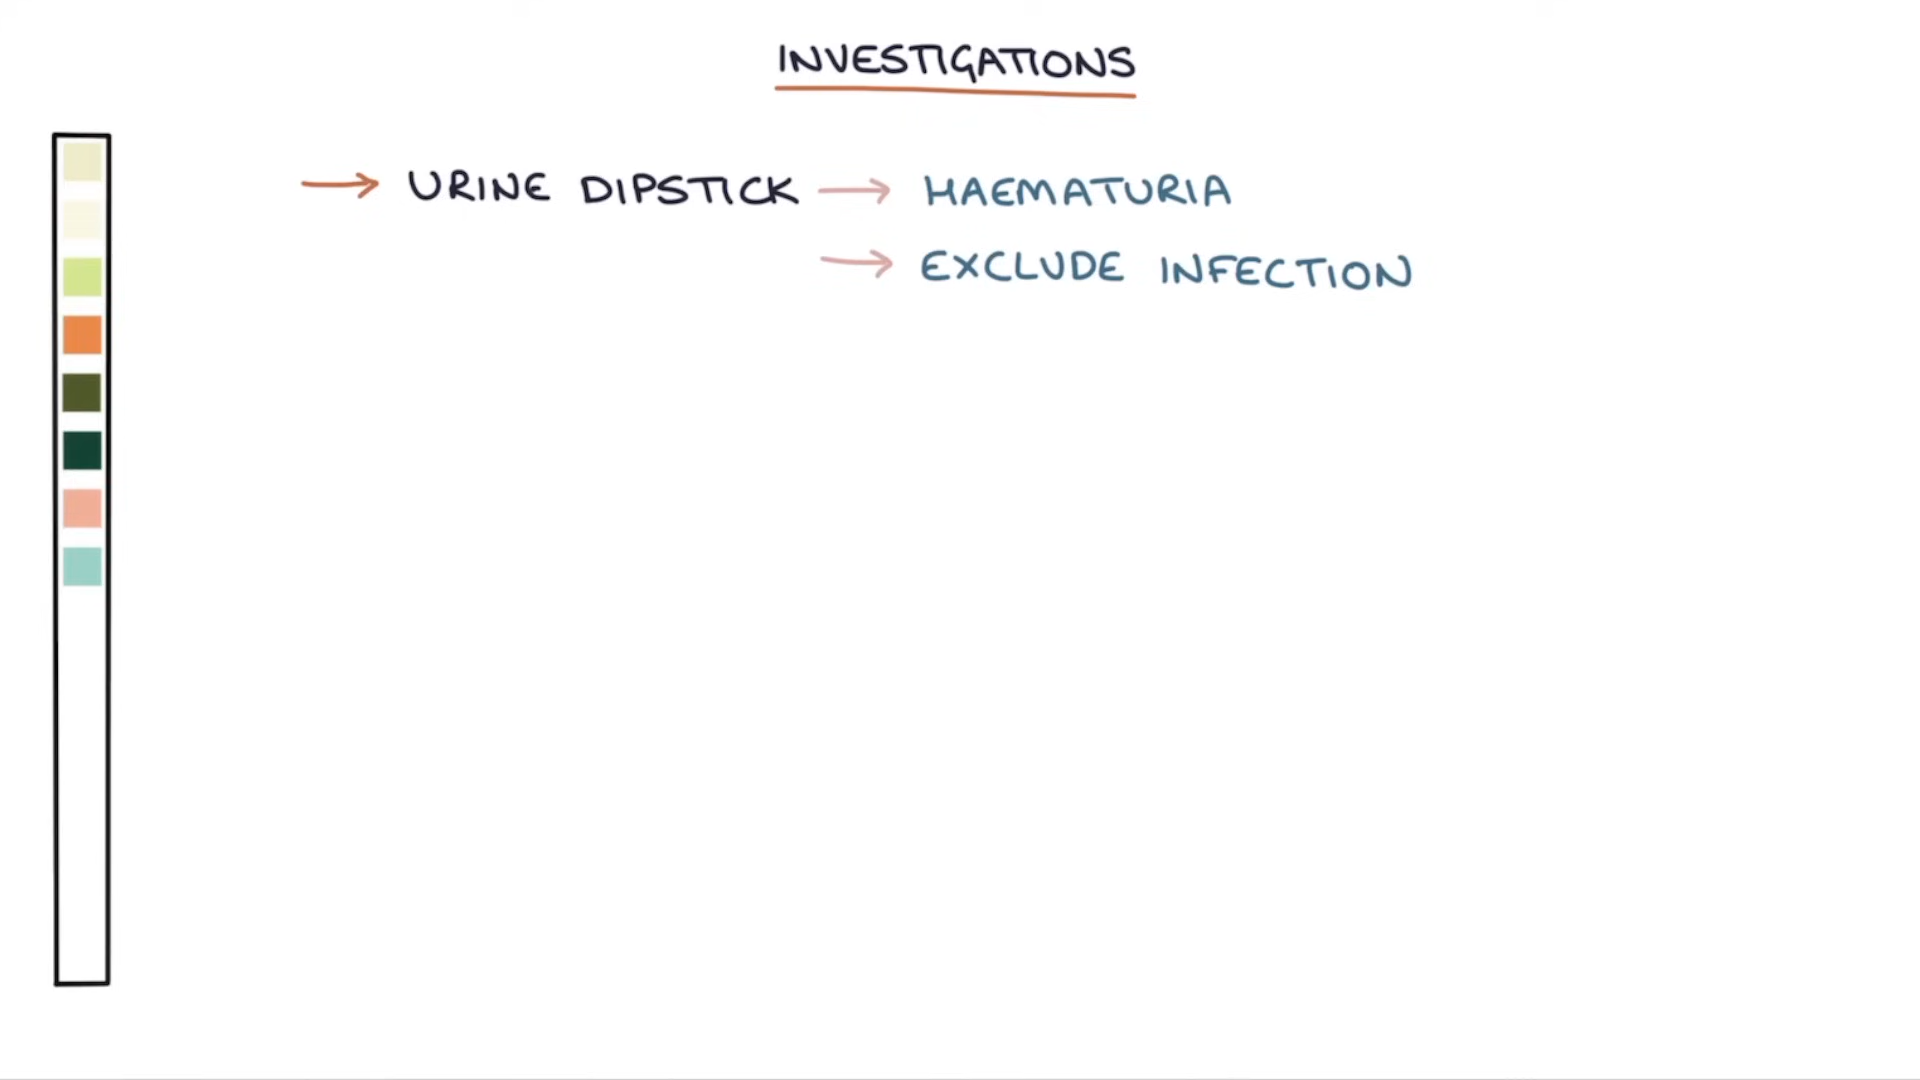 INVESTIGATIONS
→ URINE DIPSTICK → HAEMATURIA
→ EXCLUDE INFECTION